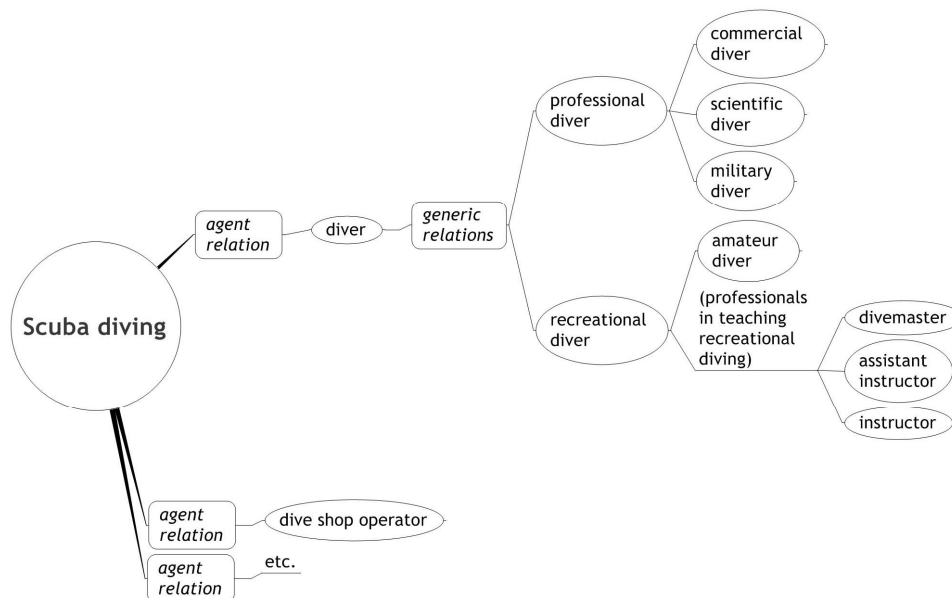 Scuba diving
agent
relation
diver
generic
relations
professional
diver
commercial
diver
scientific
diver
military
diver
recreational
diver
amateur
diver
(professionals
in teaching
recreational
diving)
divemaster
assistant
instructor
instructor
agent
relation
dive shop operator
agent
relation
etc.